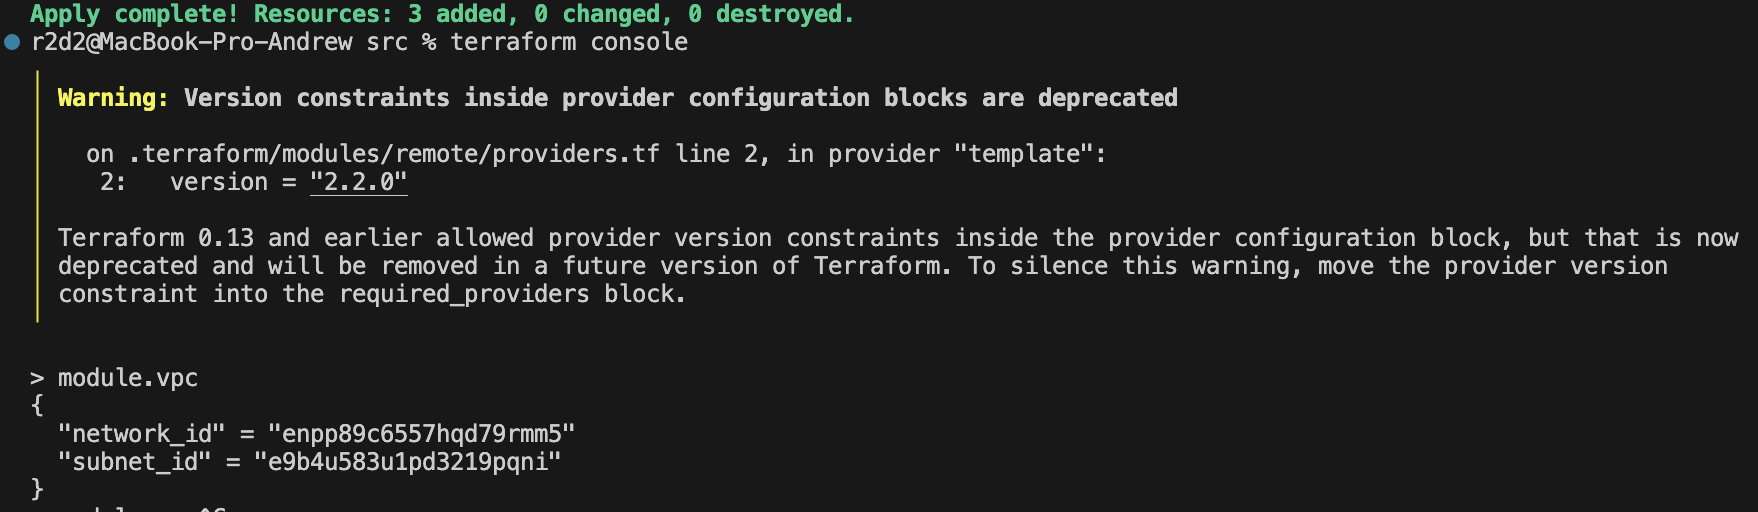 Apply complete! Resources: 3 added, 0 changed, 0 destroyed.
r2d2@MacBook-Pro-Andrew src % terraform console
Warning: Version constraints inside provider configuration blocks are deprecated
on .terraform/modules/remote/providers.tf line 2, in provider "template":
2:   version = "2.2.0"
Terraform 0.13 and earlier allowed provider version constraints inside the provider configuration block, but that is now
deprecated and will be removed in a future version of Terraform. To silence this warning, move the provider version
constraint into the required_providers block.
> module.vpc
{
"network_id" = "enpp89c6557hqd79rmm5"
"subnet_id" = "e9b4u583u1pd3219pqni"
}